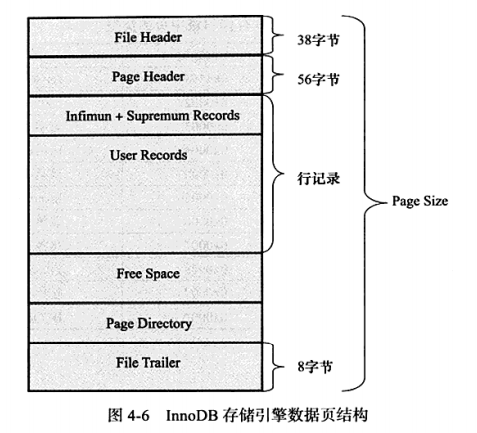 File Header
38字节
Page Header
56字节
Infimun + Supremum Records
User Records
行记录
Page Size
Free Space
Page Directory
File Trailer
8字节
图 4-6 InnoDB 存储引擎数据页结构